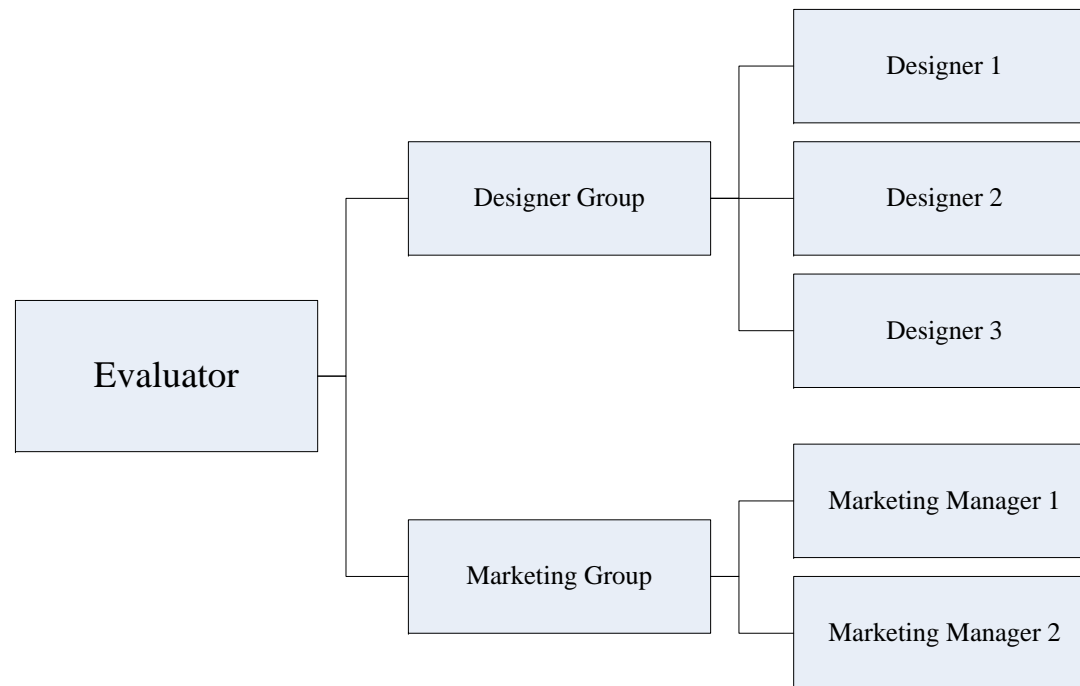 Evaluator
Designer Group
Designer 1
Designer 2
Designer 3
Marketing Group
Marketing Manager 1
Marketing Manager 2